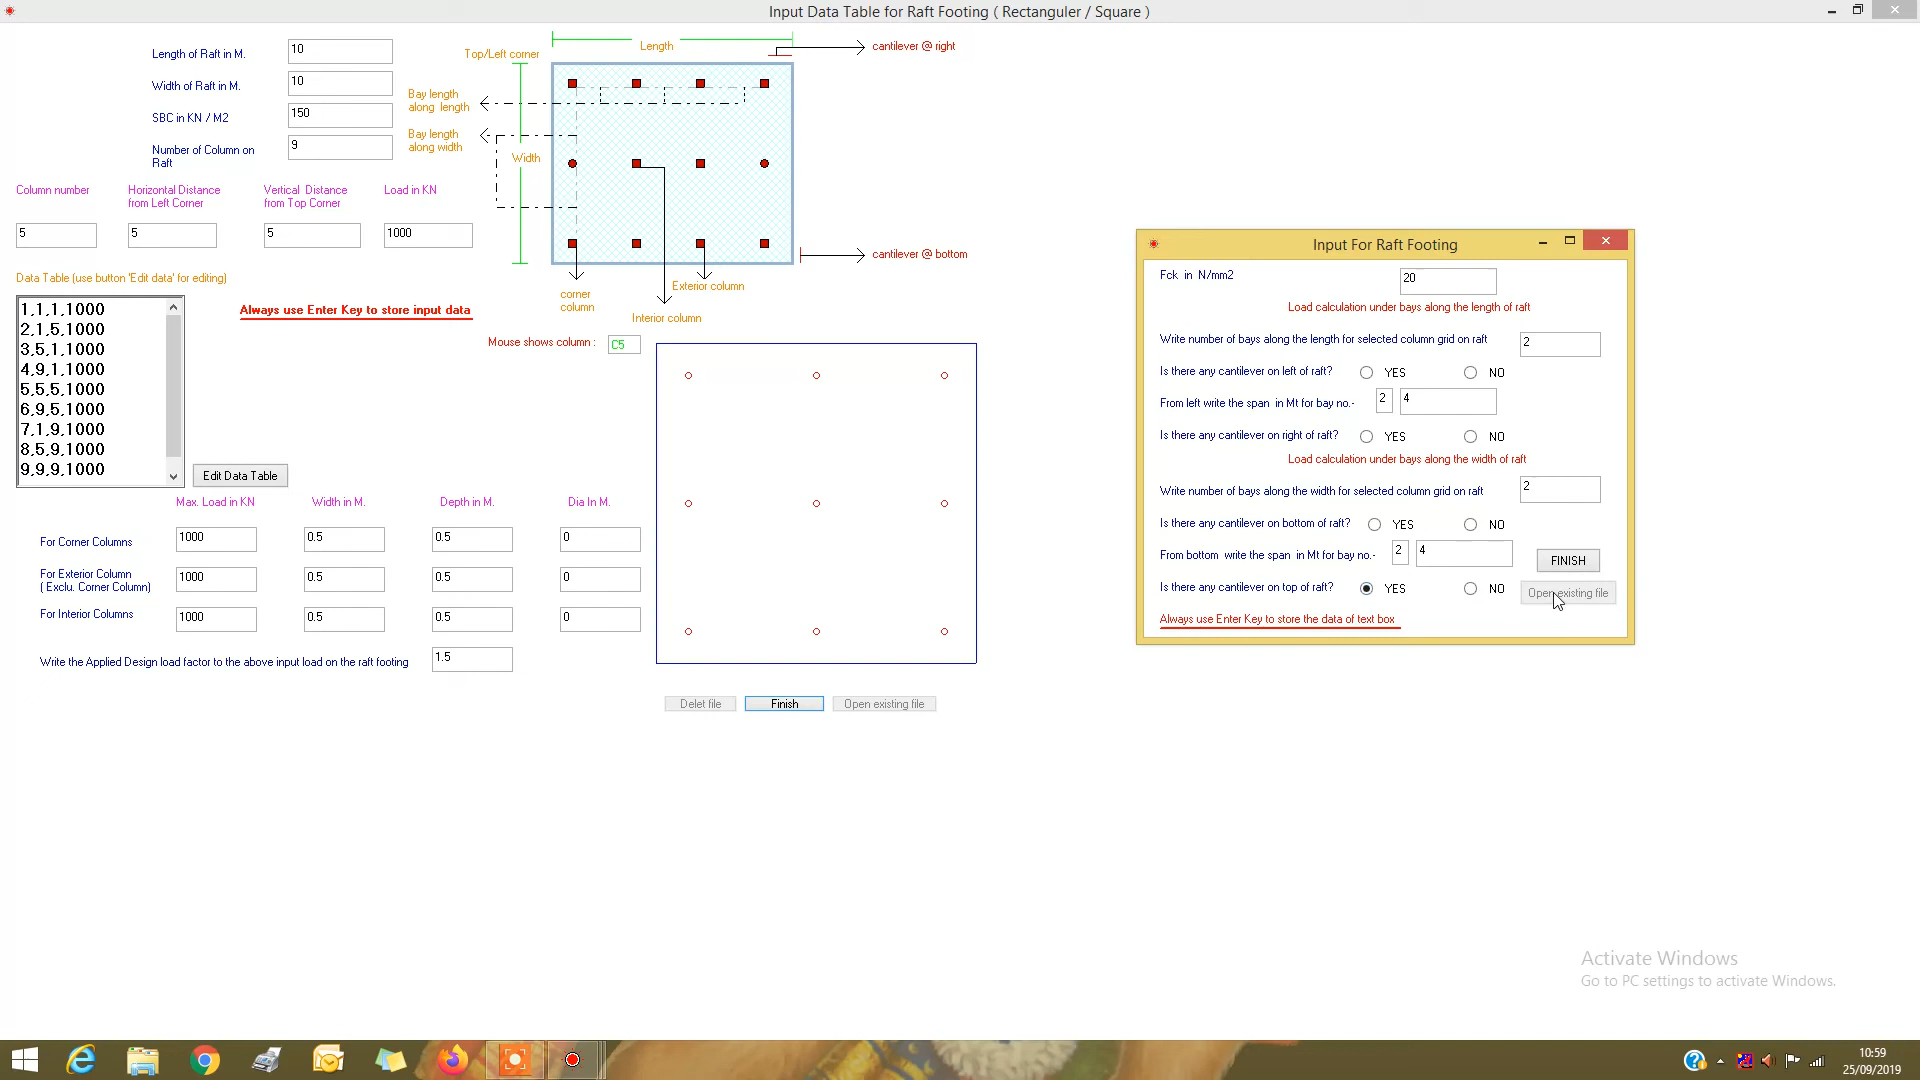 Input Data Table for Raft Footing ( Rectanguler / Square )
Length of Raft in M.
10
Width of Raft in M.
10
SBC in KN / M2
150
Number of Column on
Raft
9
Top/Left corner
Length
cantilever @ right
Bay length
along length
Bay length
along width
Width
cantilever @ bottom
corner
column
Exterior column
Interior column
Column number
Horizontal Distance
from Left Corner
Vertical Distance
from Top Corner
Load in KN
5
5
5
1000
Data Table (use button 'Edit data' for editing)
1,1,1,1000
2,1,5,1000
3,5,1,1000
4,9,1,1000
5,5,5,1000
6,9,5,1000
7,1,9,1000
8,5,9,1000
9,9,9,1000
Always use Enter Key to store input data
Mouse shows column :
C5
Edit Data Table
Max. Load in KN
Width in M.
Depth in M.
Dia In M.
For Corner Columns
1000
0.5
0.5
0
For Exterior Column
( Exclu. Corner Column)
1000
0.5
0.5
0
For Interior Columns
1000
0.5
0.5
0
Write the Applied Design load factor to the above input load on the raft footing
1.5
Delet file
Finish
Open existing file
Input For Raft Footing
Fck in N/mm2
20
Load calculation under bays along the length of raft
Write number of bays along the length for selected column grid on raft
2
Is there any cantilever on left of raft?
YES
NO
From left write the span in Mt for bay no.-
2
4
Is there any cantilever on right of raft?
YES
NO
Load calculation under bays along the width of raft
Write number of bays along the width for selected column grid on raft
2
Is there any cantilever on bottom of raft?
YES
NO
From bottom write the span in Mt for bay no.-
2
4
FINISH
Is there any cantilever on top of raft?
YES
NO
Open existing file
Always use Enter Key to store the data of text box
Activate Windows
Go to PC settings to activate Windows.
10:59
25/09/2019